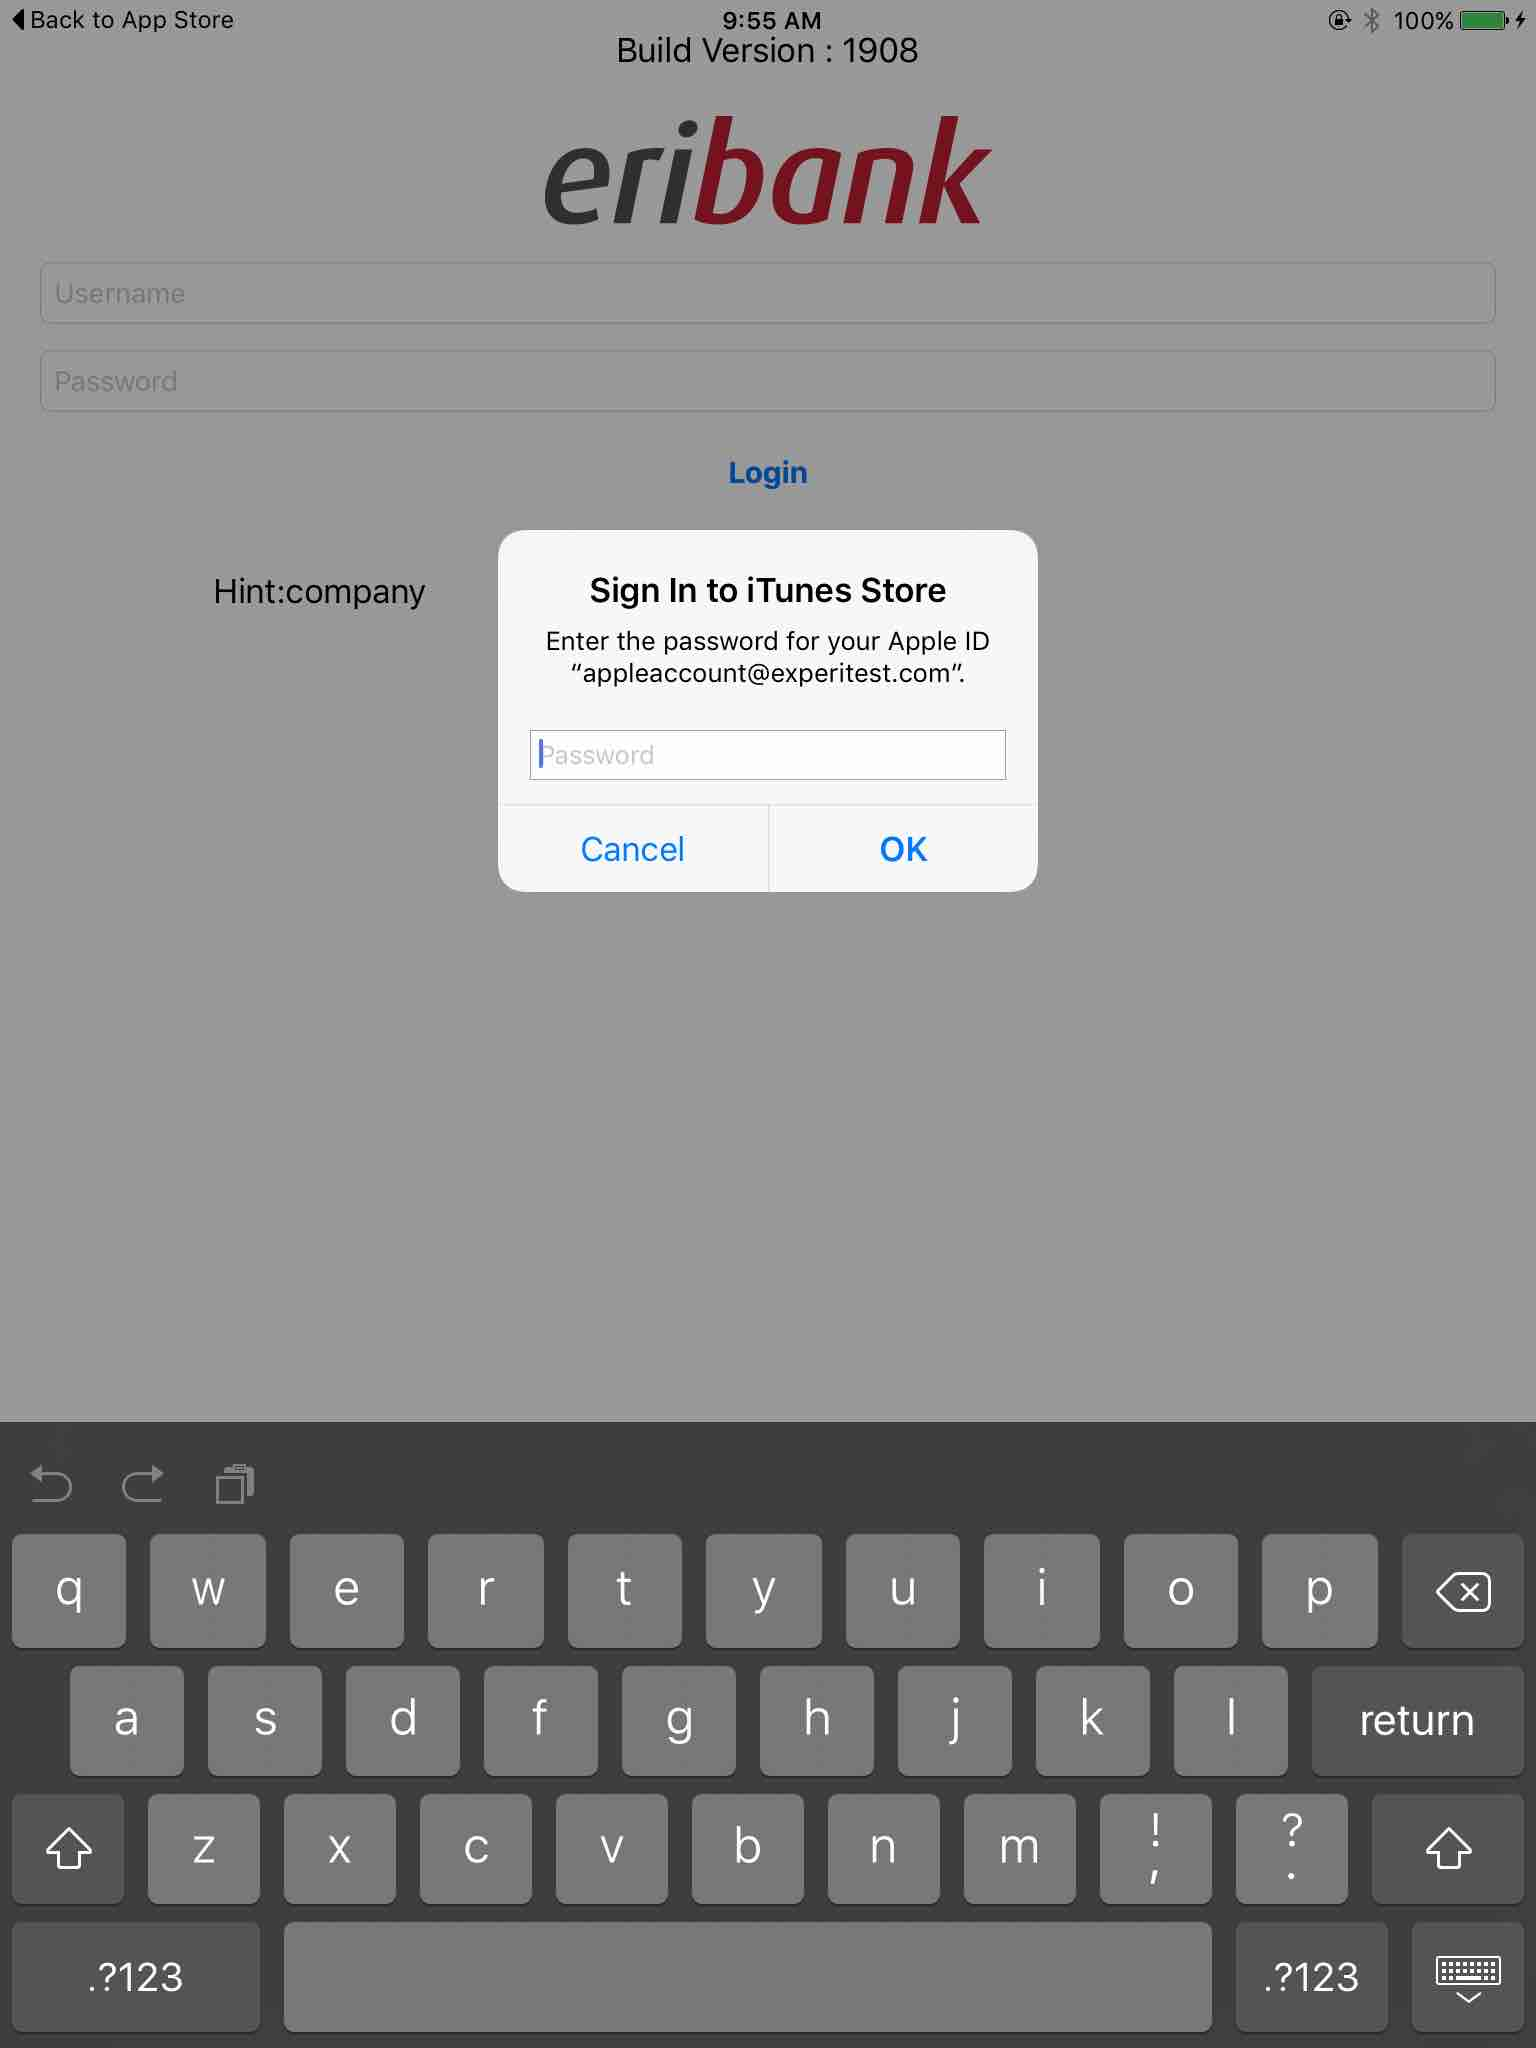 Back to App Store 9:55 AM 100%
Build Version : 1908
eribank
Username
Password
Login
Hint:company
Sign In to iTunes Store
Enter the password for your Apple ID
“appleaccount@experitest.com”.
Password
Cancel OK
q w e r t y u i o p
a s d f g h j k l return
z x c v b n m ! , ? .
.?123 .?123